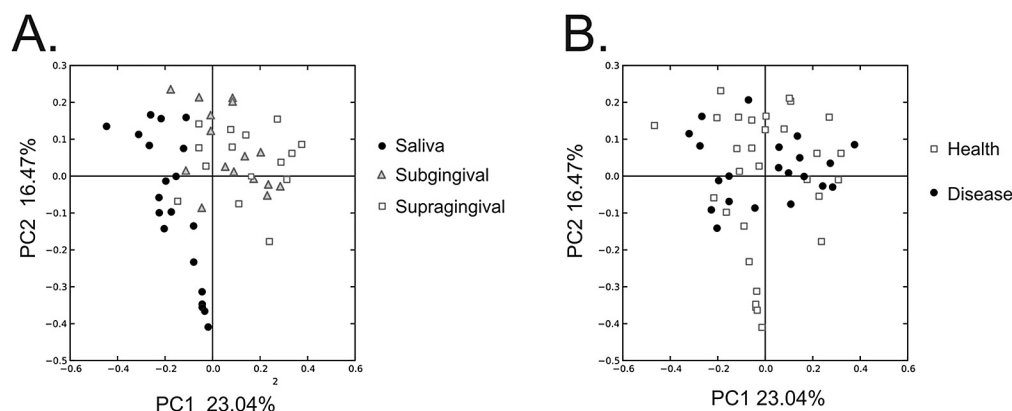 A.
0.3
0.2
0.1
0.0
−0.1
−0.2
−0.3
−0.4
−0.5
−0.6 −0.4 −0.2 0.0 0.2 0.4 0.6
2
PC2 16.47%
PC1 23.04%
Saliva
Subgingival
Supragingival
B.
0.3
0.2
0.1
0.0
−0.1
−0.2
−0.3
−0.4
−0.5
−0.6 −0.4 −0.2 0.0 0.2 0.4 0.6
PC2 16.47%
PC1 23.04%
Health
Disease